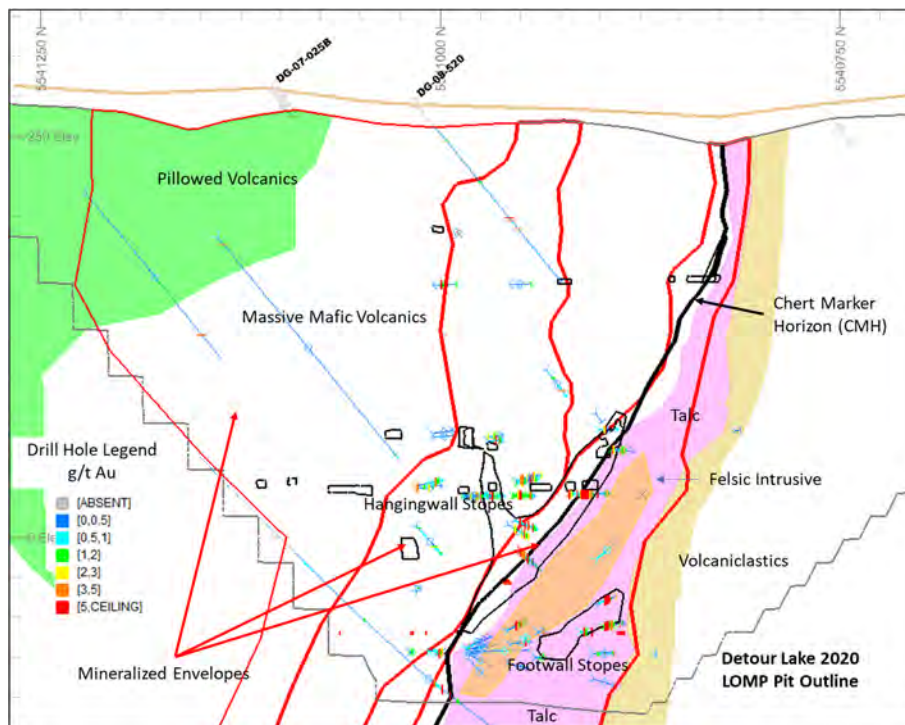 5541250 N
5541000 N
5540750 N
DG-07-025B
DG-08-520
250 Elev
Pillowed Volcanics
Massive Mafic Volcanics
Chert Marker
Horizon (CMH)
Talc
Drill Hole Legend
g/t Au
[ABSENT]
[0,0.5]
[0.5,1]
[1,2]
[2,3]
[3,5]
[5,CEILING]
Felsic Intrusive
Hangingwall Stopes
0 Elev
Volcaniclastics
Mineralized Envelopes
Footwall Stopes
Detour Lake 2020
LOMP Pit Outline
Talc